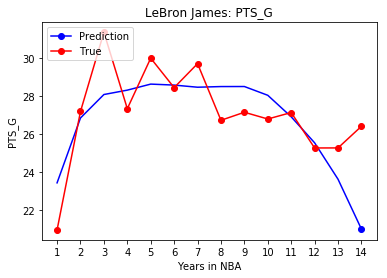 LeBron James: PTS_G
Prediction
True
PTS_G
30
28
26
24
22
1 2 3 4 5 6 7 8 9 10 11 12 13 14
Years in NBA